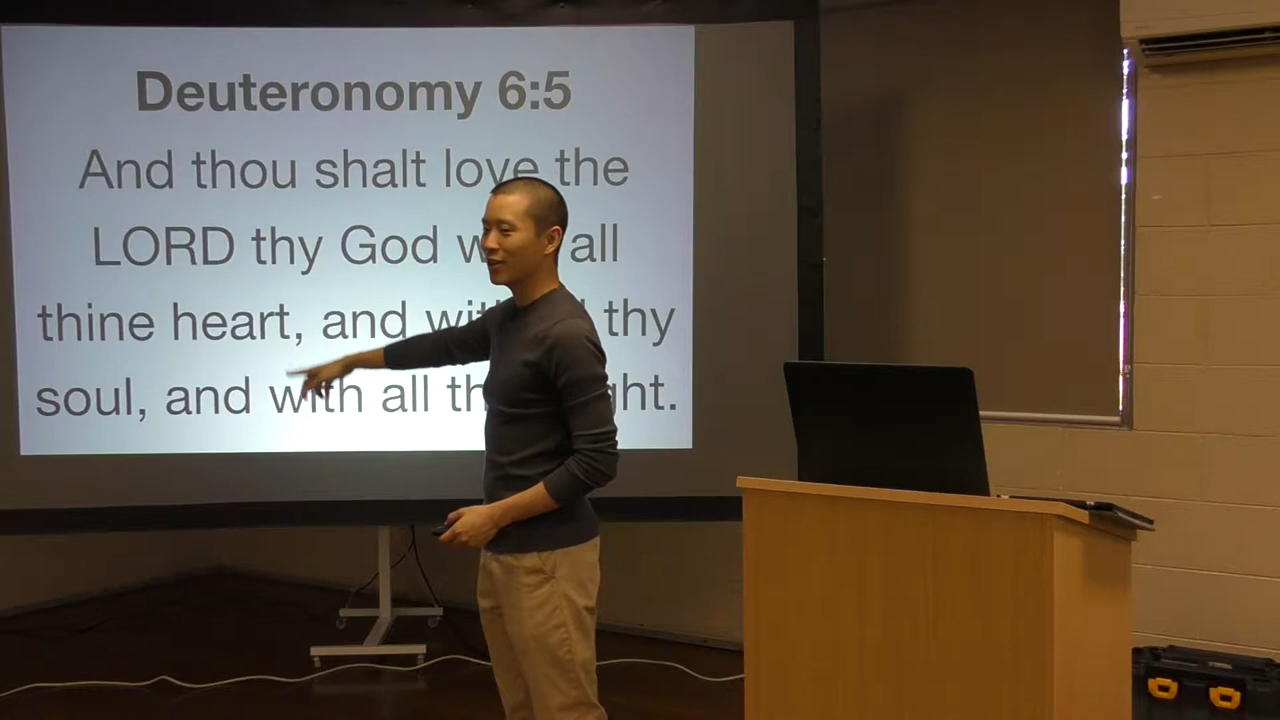 Deuteronomy 6:5
And thou shalt love the
LORD thy God all
thine heart, and thy
soul, and with all